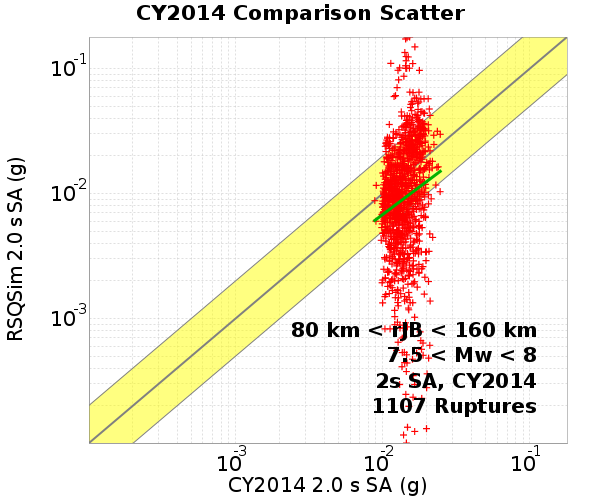 CY2014 Comparison Scatter
10-1
10-2
10-3
RSQSim 2.0 s SA (g)
80 km < rJB < 160 km
7.5 < Mw < 8
2s SA, CY2014
1107 Ruptures
10-3
10-2
10-1
CY2014 2.0 s SA (g)